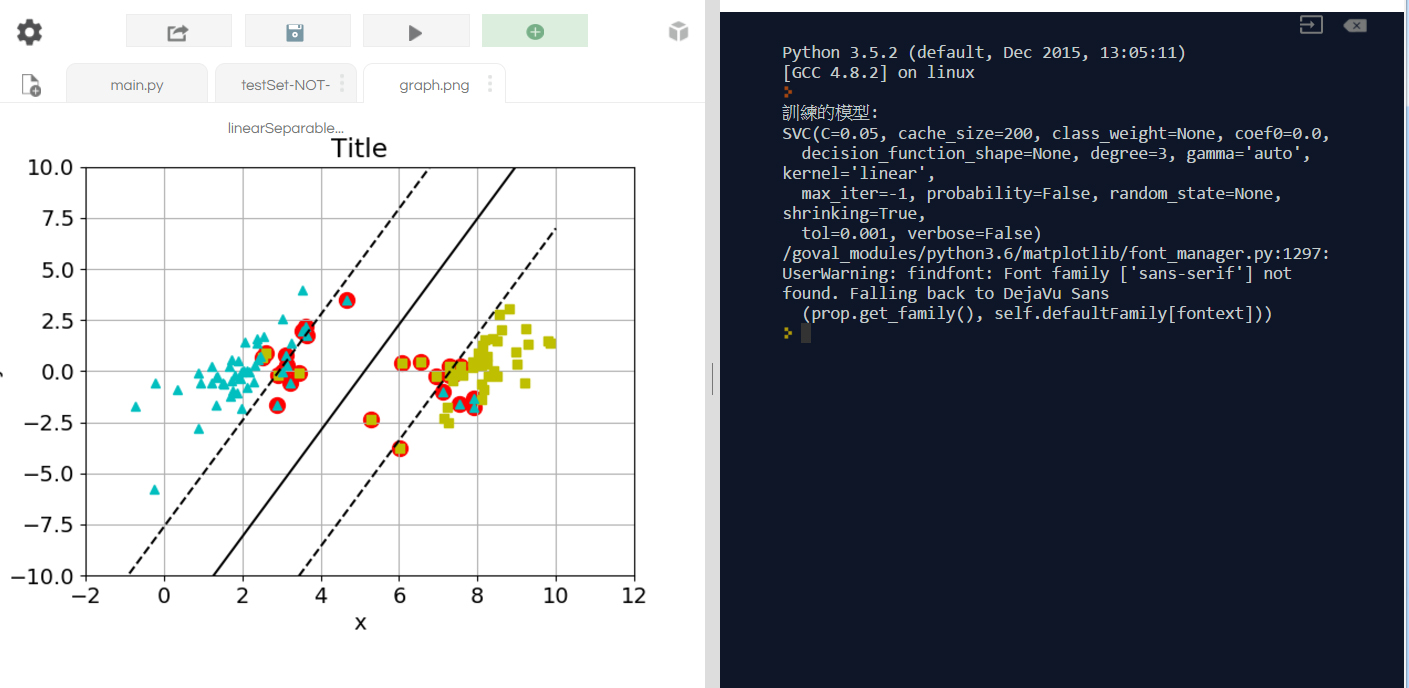 main.py
testSet-NOT-
graph.png
linearSeparable...
Title
10.0
7.5
5.0
2.5
0.0
−2.5
−5.0
−7.5
−10.0
−2 0 2 4 6 8 10 12
x
Python 3.5.2 (default, Dec 2015, 13:05:11)
[GCC 4.8.2] on linux
訓練的模型:
SVC(C=0.05, cache_size=200, class_weight=None, coef0=0.0,
decision_function_shape=None, degree=3, gamma='auto',
kernel='linear',
max_iter=-1, probability=False, random_state=None,
shrinking=True,
tol=0.001, verbose=False)
/goval_modules/python3.6/matplotlib/font_manager.py:1297:
UserWarning: findfont: Font family ['sans-serif'] not
found. Falling back to DejaVu Sans
(prop.get_family(), self.defaultFamily[fontext]))